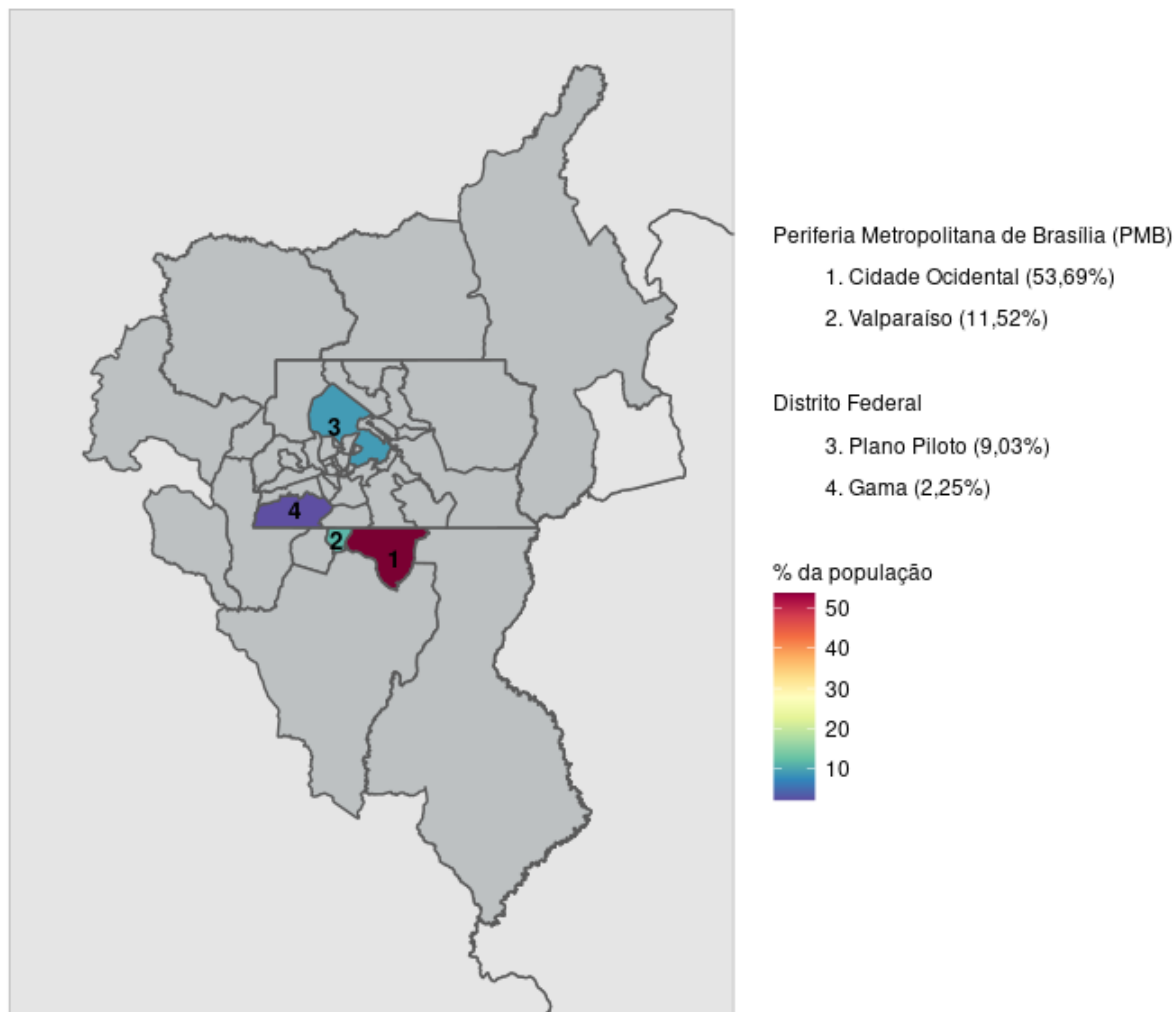 Periferia Metropolitana de Brasília (PMB)
1. Cidade Ocidental (53,69%)
2. Valparaíso (11,52%)
Distrito Federal
3. Plano Piloto (9,03%)
4. Gama (2,25%)
% da população
50
40
30
20
10
3
4
2
1